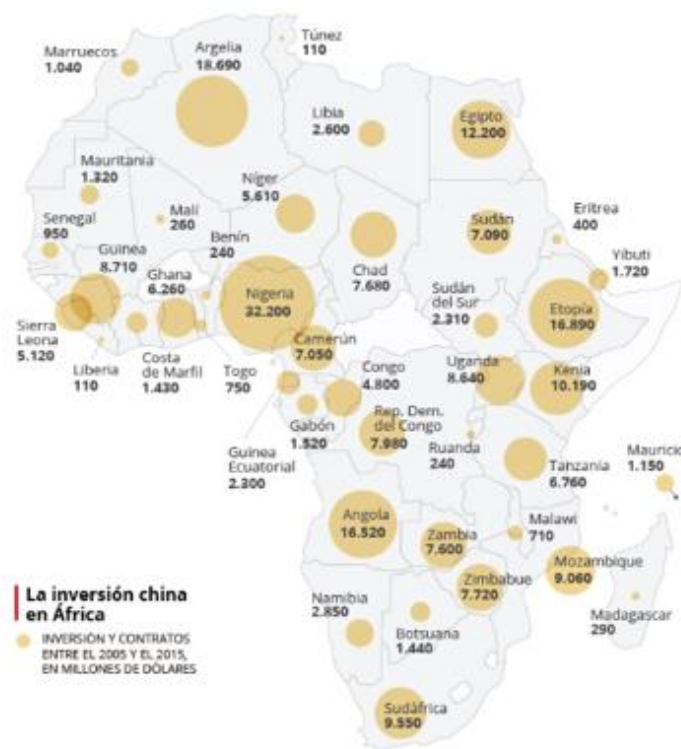 Túnez
110
Marruecos
1.040
Argelia
18.690
Libia
2.600
Egipto
12.200
Mauritania
1.320
Níger
5.610
Malí
260
Senegal
950
Benín
240
Guinea
8.710
Ghana
6.260
Nigeria
32.200
Chad
7.680
Sudán
7.090
Eritrea
400
Yibuti
1.720
Sudán
del Sur
2.310
Etopía
16.890
Sierra
Leona
5.120
Liberia
110
Costa
de Marfil
1.430
Togo
750
Camerún
7.050
Congo
4.800
Uganda
8.640
Kenia
10.190
Guinea
Ecuatorial
2.300
Gabón
1.520
Rep. Dem.
del Congo
7.980
Ruanda
240
Tanzania
6.760
Mauricio
1.150
Angola
16.520
Zambia
7.600
Malawi
710
Mozambique
9.060
Zimbabue
7.720
Madagascar
290
Namibia
2.850
Botsuana
1.440
Sudáfrica
9.550
La inversión china
en África
INVERSIÓN Y CONTRATOS
ENTRE EL 2005 Y EL 2015,
EN MILLONES DE DÓLARES